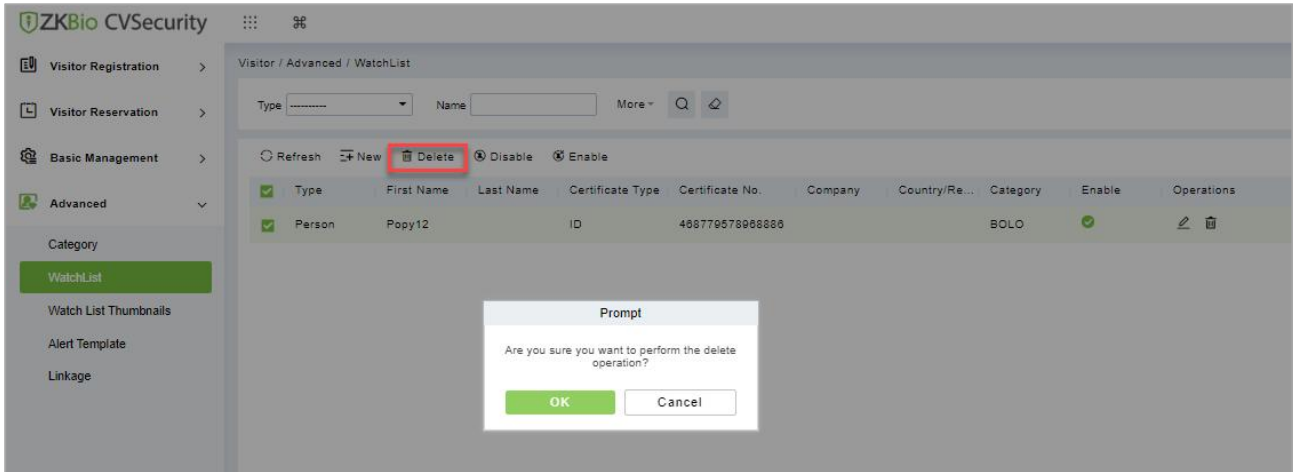 ZKBio CVSecurity
Visitor Registration
Visitor / Advanced / WatchList
Type ---------- Name More
Visitor Reservation
Basic Management
Refresh New Delete Disable Enable
Type First Name Last Name Certificate Type Certificate No. Company Country/Re... Category Enable Operations
Advanced
Person Popy12 ID 468779578968886 BOLO
Category
WatchList
Watch List Thumbnails
Alert Template
Linkage
Prompt
Are you sure you want to perform the delete
operation?
OK Cancel